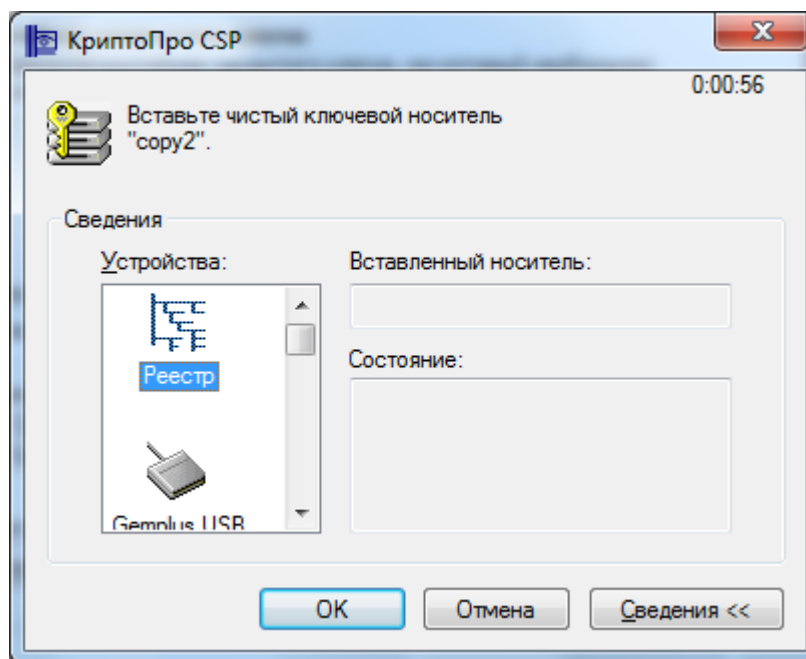 КриптоПро CSP
0:00:56
Вставьте чистый ключевой носитель
"copy2".
Сведения
Устройства:
Вставленный носитель:
Реестр
Состояние:
Gemplus USB
OK
Отмена
Сведения <<